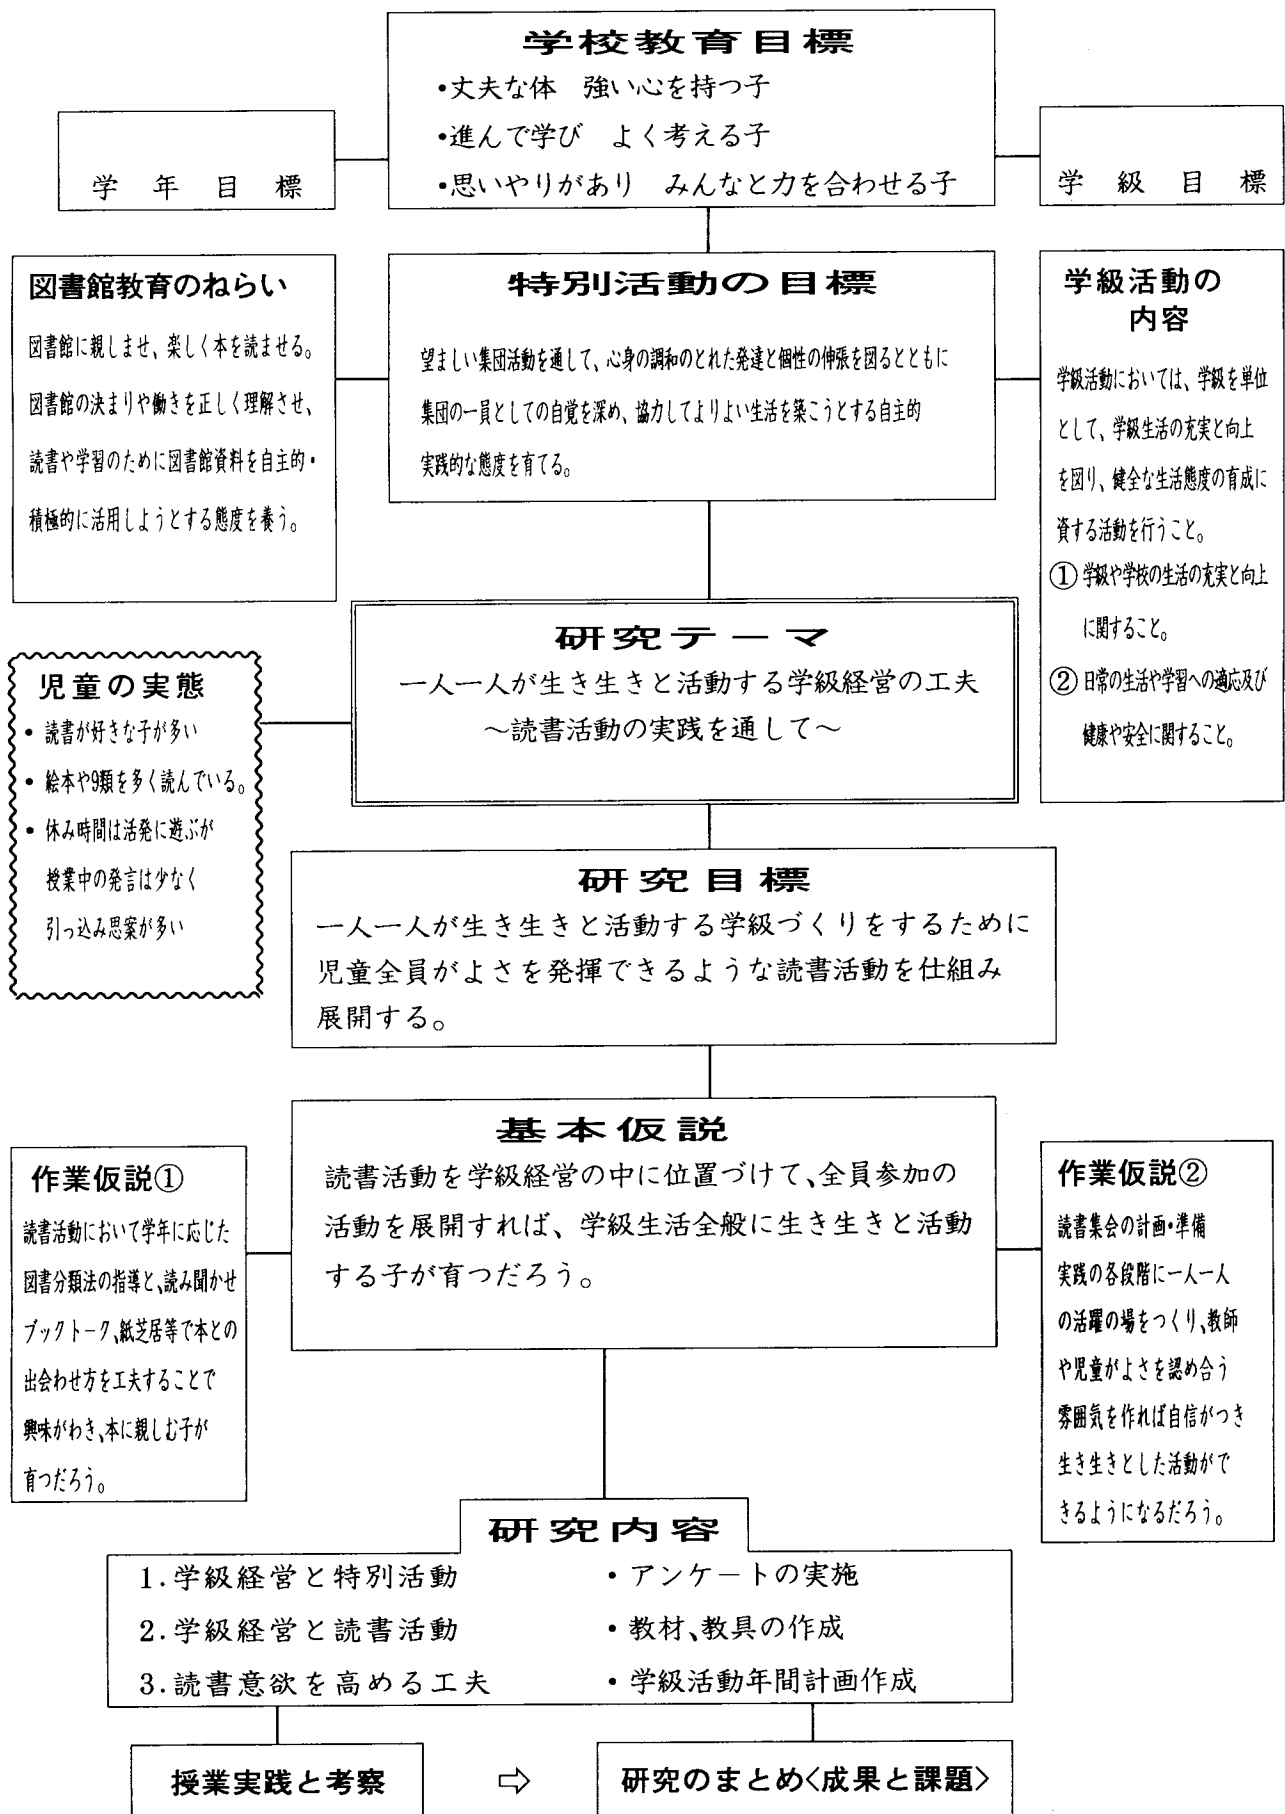 学校教育目標
•丈夫な体　強い心を持つ子
•進んで学び　よく考える子
•思いやりがあり　みんなと力を合わせる子
学年目標
学級目標
図書館教育のねらい
図書館に親しませ、楽しく本を読ませる。
図書館の決まりや働きを正しく理解させ、
読書や学習のために図書館資料を自主的・
積極的に活用しようとする態度を養う。
特別活動の目標
望ましい集団活動を通して、心身の調和のとれた発達と個性の伸張を図るとともに
集団の一員としての自覚を深め、協力してよりよい生活を築こうとする自主的
実践的な態度を育てる。
学級活動の
内容
学級活動においては、学級を単位
として、学級生活の充実と向上
を図り、健全な生活態度の育成に
資する活動を行うこと。
① 学級や学校の生活の充実と向上
に関すること。
② 日常の生活や学習への適応及び
健康や安全に関すること。
研究テーマ
一人一人が生き生きと活動する学級経営の工夫
～読書活動の実践を通して～
児童の実態
• 読書が好きな子が多い
• 絵本や9類を多く読んでいる。
• 休み時間は活発に遊ぶが
授業中の発言は少なく
引っ込み思案が多い
研究目標
一人一人が生き生きと活動する学級づくりをするために
児童全員がよさを発揮できるような読書活動を仕組み
展開する。
基本仮説
読書活動を学級経営の中に位置づけて、全員参加の
活動を展開すれば、学級生活全般に生き生きと活動
する子が育つだろう。
作業仮説①
読書活動において学年に応じた
図書分類法の指導と、読み聞かせ
ブックトーク、紙芝居等で本との
出会わせ方を工夫することで
興味がわき、本に親しむ子が
育つだろう。
作業仮説②
読書集会の計画•準備
実践の各段階に一人一人
の活躍の場をつくり、教師
や児童がよさを認め合う
雰囲気を作れば自信がつき
生き生きとした活動がで
きるようになるだろう。
研究内容
1.学級経営と特別活動
2.学級経営と読書活動
3.読書意欲を高める工夫
・アンケートの実施
・教材、教具の作成
・学級活動年間計画作成
授業実践と考察
⇨
研究のまとめ<成果と課題>